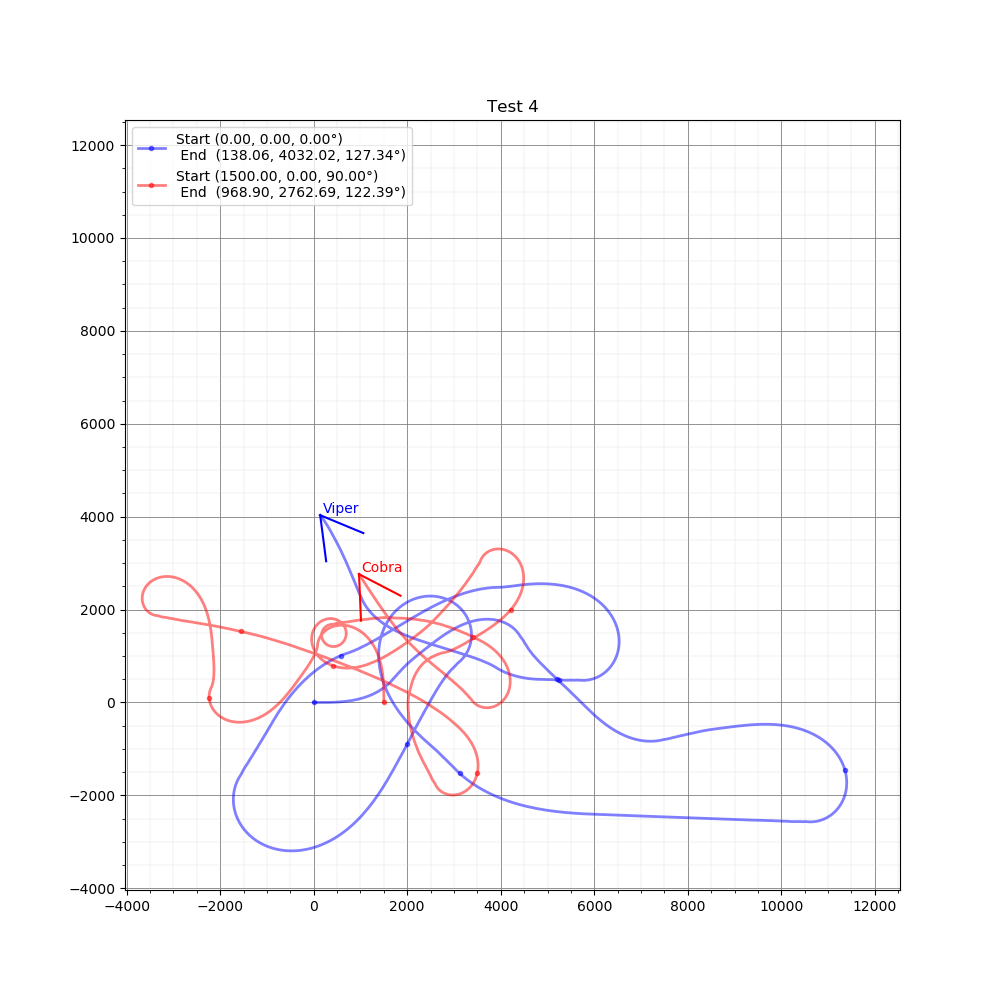 Test 4
Start (0.00, 0.00, 0.00°)
End (138.06, 4032.02, 127.34°)
Start (1500.00, 0.00, 90.00°)
End (968.90, 2762.69, 122.39°)
12000
10000
8000
6000
4000
2000
0
−2000
−4000
Viper
Cobra
−4000 −2000 0 2000 4000 6000 8000 10000 12000